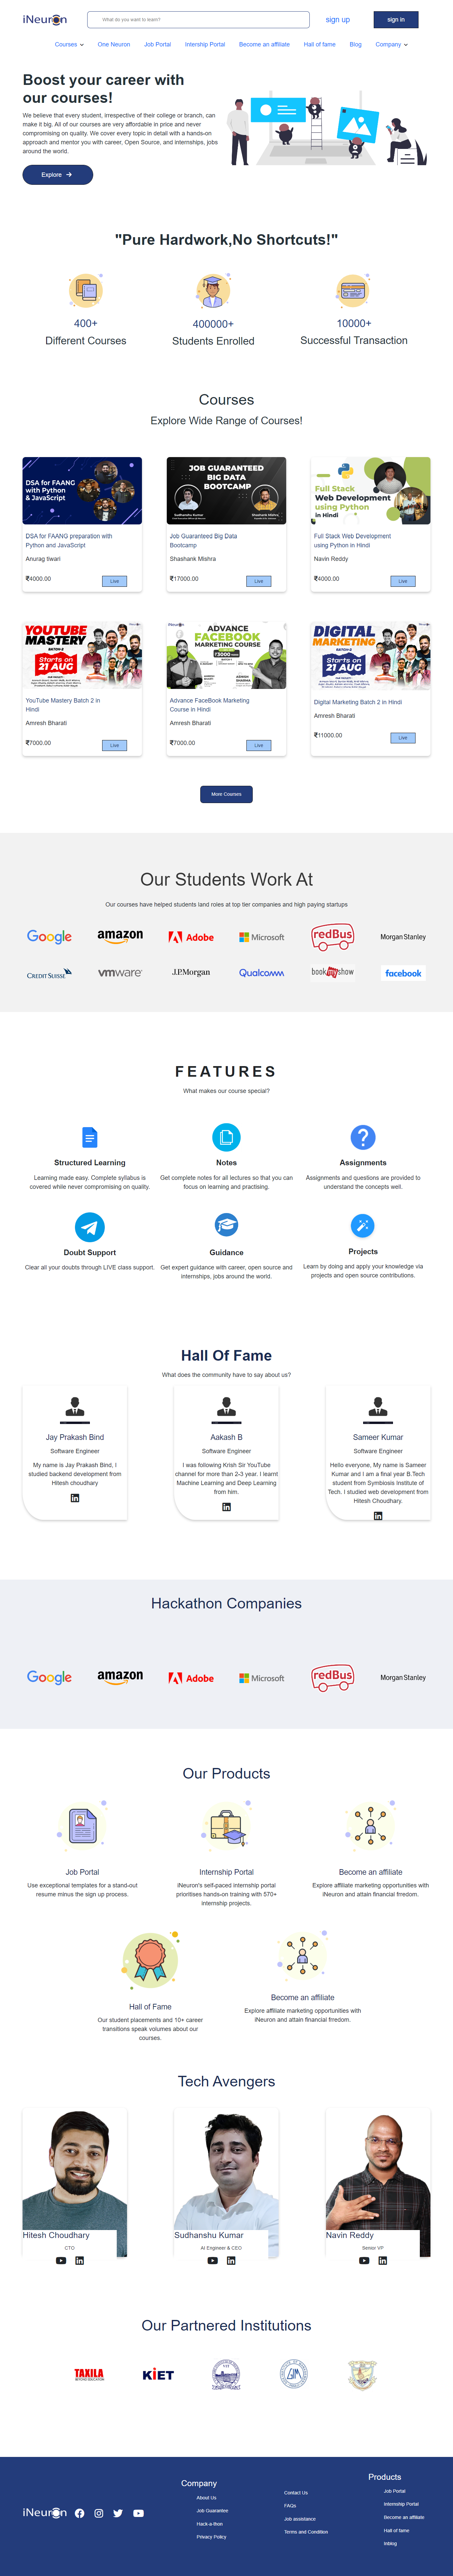 iNeuron
What do you want to learn?
sign up
sign in
Courses
One Neuron
Job Portal
Intership Portal
Become an affiliate
Hall of fame
Blog
Company
Boost your career with
our courses!
We believe that every student, irrespective of their college or branch, can
make it big. All of our courses are very affordable in price and never
compromising on quality. We cover every topic in detail with a hands-on
approach and mentor you with career, Open Source, and internships, jobs
around the world.
Explore
"Pure Hardwork,No Shortcuts!"
400+
Different Courses
400000+
Students Enrolled
10000+
Successful Transaction
Courses
Explore Wide Range of Courses!
DSA for FAANG
with Python
& JavaScript
DSA for FAANG preparation with
Python and JavaScript
Anurag tiwari
₹4000.00
Live
JOB GUARANTEED
BIG DATA
BOOTCAMP
Sudhanshu Kumar
Shashank Mishra
Job Guaranteed Big Data
Bootcamp
Shashank Mishra
₹17000.00
Live
Full Stack
Web Development
using Python
in Hindi
Full Stack Web Development
using Python in Hindi
Navin Reddy
₹4000.00
Live
YOUTUBE
MASTERY
BATCH-2
Starts on
21 AUG
YouTube Mastery Batch 2 in
Hindi
Amresh Bharati
₹7000.00
Live
iNeuron
ADVANCE
FACEBOOK
MARKETING COURSE
₹3000
Advance FaceBook Marketing
Course in Hindi
Amresh Bharati
₹7000.00
Live
DIGITAL
MARKETING
BATCH-2
Starts on
21 AUG
Digital Marketing Batch 2 in Hindi
Amresh Bharati
₹11000.00
Live
More Courses
Our Students Work At
Our courses have helped students land roles at top tier companies and high paying startups
Google
amazon
Adobe
Microsoft
redBus
Morgan Stanley
CREDIT SUISSE
vmware
J.P.Morgan
Qualcomm
bookmyshow
facebook
FEATURES
What makes our course special?
Structured Learning
Learning made easy. Complete syllabus is
covered while never compromising on quality.
Notes
Get complete notes for all lectures so that you can
focus on learning and practising.
Assignments
Assignments and questions are provided to
understand the concepts well.
Doubt Support
Clear all your doubts through LIVE class support.
Guidance
Get expert guidance with career, open source and
internships, jobs around the world.
Projects
Learn by doing and apply your knowledge via
projects and open source contributions.
Hall Of Fame
What does the community have to say about us?
Jay Prakash Bind
Software Engineer
My name is Jay Prakash Bind, I
studied backend development from
Hitesh choudhary
Aakash B
Software Engineer
I was following Krish Sir YouTube
channel for more than 2-3 year. I learnt
Machine Learning and Deep Learning
from him.
Sameer Kumar
Software Engineer
Hello everyone, My name is Sameer
Kumar and I am a final year B.Tech
student from Symbiosis Institute of
Tech. I studied web development from
Hitesh Choudhary.
Hackathon Companies
Google
amazon
Adobe
Microsoft
redBus
Morgan Stanley
Our Products
Job Portal
Use exceptional templates for a stand-out
resume minus the sign up process.
Internship Portal
iNeuron's self-paced internship portal
prioritises hands-on training with 570+
internship projects.
Become an affiliate
Explore affiliate marketing opportunities with
iNeuron and attain financial fredom.
Hall of Fame
Our student placements and 10+ career
transitions speak volumes about our
courses.
Become an affiliate
Explore affiliate marketing opportunities with
iNeuron and attain financial fredom.
Tech Avengers
Hitesh Choudhary
CTO
Sudhanshu Kumar
AI Engineer & CEO
Navin Reddy
Senior VP
Our Partnered Institutions
TAXILA
BEYOND EDUCATION
KIET
GIM
iNeuron
Company
About Us
Job Guarantee
Hack-a-thon
Privacy Policy
Contact Us
FAQs
Job assistance
Terms and Condition
Products
Job Portal
Internship Portal
Become an affiliate
Hall of fame
Inblog